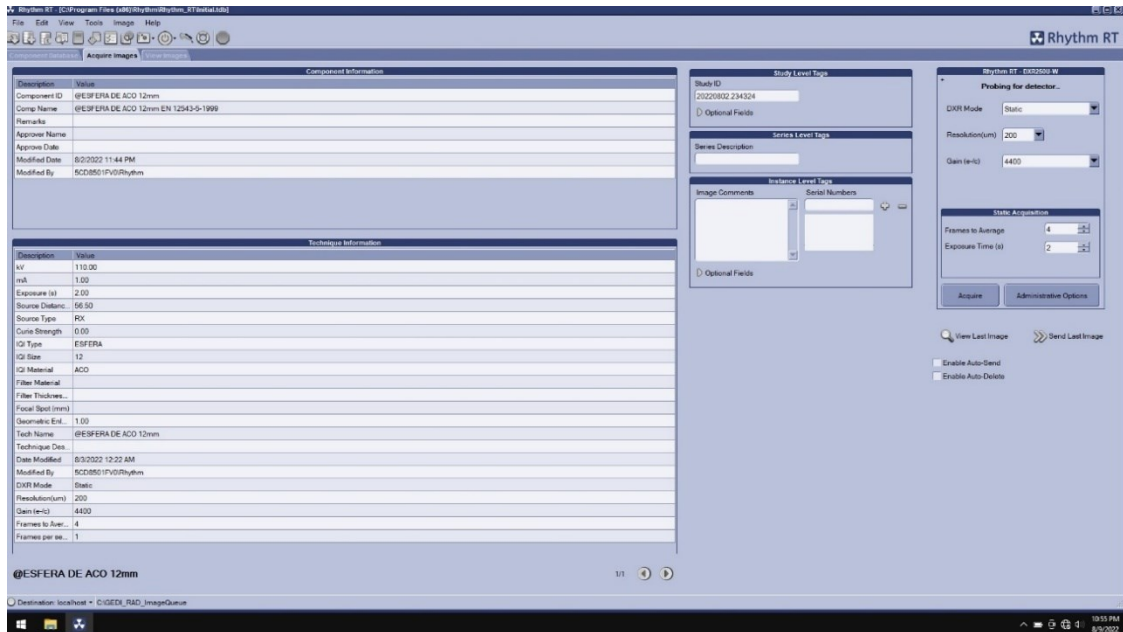 Rhythm RT - [C:\Program Files (x86)\Rhythm\Rhythm_RT\Initial.tdb]
File Edit View Tools Image Help
Rhythm RT
Component Database Acquire Images View Images
Component Information
Description Value
Component ID @ESFERA DE ACO 12mm
Comp Name @ESFERA DE ACO 12mm EN 12543-5-1999
Remarks
Approver Name
Approve Date
Modified Date 8/2/2022 11:44 PM
Modified By 5CD8501FV0\Rhythm
Technique Information
Description Value
kV 110.00
mA 1.00
Exposure (s) 2.00
Source Distanc... 56.50
Source Type RX
Curie Strength 0.00
IQI Type ESFERA
IQI Size 12
IQI Material ACO
Filter Material
Filter Thicknes...
Focal Spot (mm)
Geometric Enl... 1.00
Tech Name @ESFERA DE ACO 12mm
Technique Des...
Date Modified 8/3/2022 12:22 AM
Modified By 5CD8501FV0\Rhythm
DXR Mode Static
Resolution(um) 200
Gain (e-/c) 4400
Frames to Aver... 4
Frames per se... 1
@ESFERA DE ACO 12mm 1/1
Study Level Tags
Study ID
20220802.234324
Optional Fields
Series Level Tags
Series Description
Instance Level Tags
Image Comments Serial Numbers
Optional Fields
Rhythm RT - DXR250U-W
Probing for detector...
DXR Mode Static
Resolution(um) 200
Gain (e-/c) 4400
Static Acquisition
Frames to Average 4
Exposure Time (s) 2
Acquire Administrative Options
View Last Image Send Last Image
Enable Auto-Send
Enable Auto-Delete
Destination: localhost C:\GEDI_RAD_ImageQueue
10:55 PM
8/9/2022